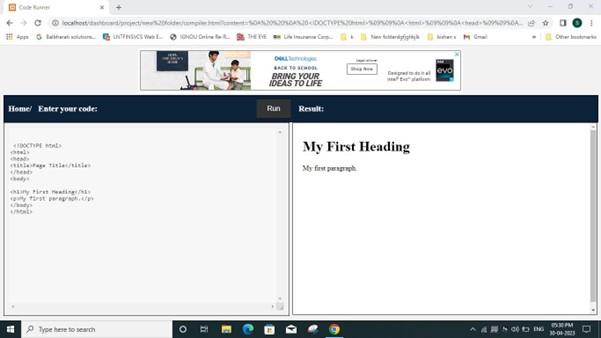 Code Runner
localhost/dashboard/project/new%20folder/compiler.html?content=%0A%20%20%0A%20+<!DOCTYPE%20html>%09%09%0A<html>%09%09%0A<head>%09%09%0A...
Apps
Balbharati solutions...
LNTFINSVCS Web E...
IGNOU Online Re-R...
THE EYE
Life Insurance Corp...
k
aishan s
Gmail
»
Other bookmarks
DELL Technologies
BACK TO SCHOOL
BRING YOUR
IDEAS TO LIFE
Shop Now
Designed to do it all
Intel® Evo™ platform
evo
Home/ Enter your code:
Run
Result:
<!DOCTYPE html>
<html>
<head>
<title>Page Title</title>
</head>
<body>
<h1>My First Heading</h1>
<p>My first paragraph.</p>
</body>
</html>
My First Heading
My first paragraph.
Type here to search
ENG
05:30 PM
30-04-2023